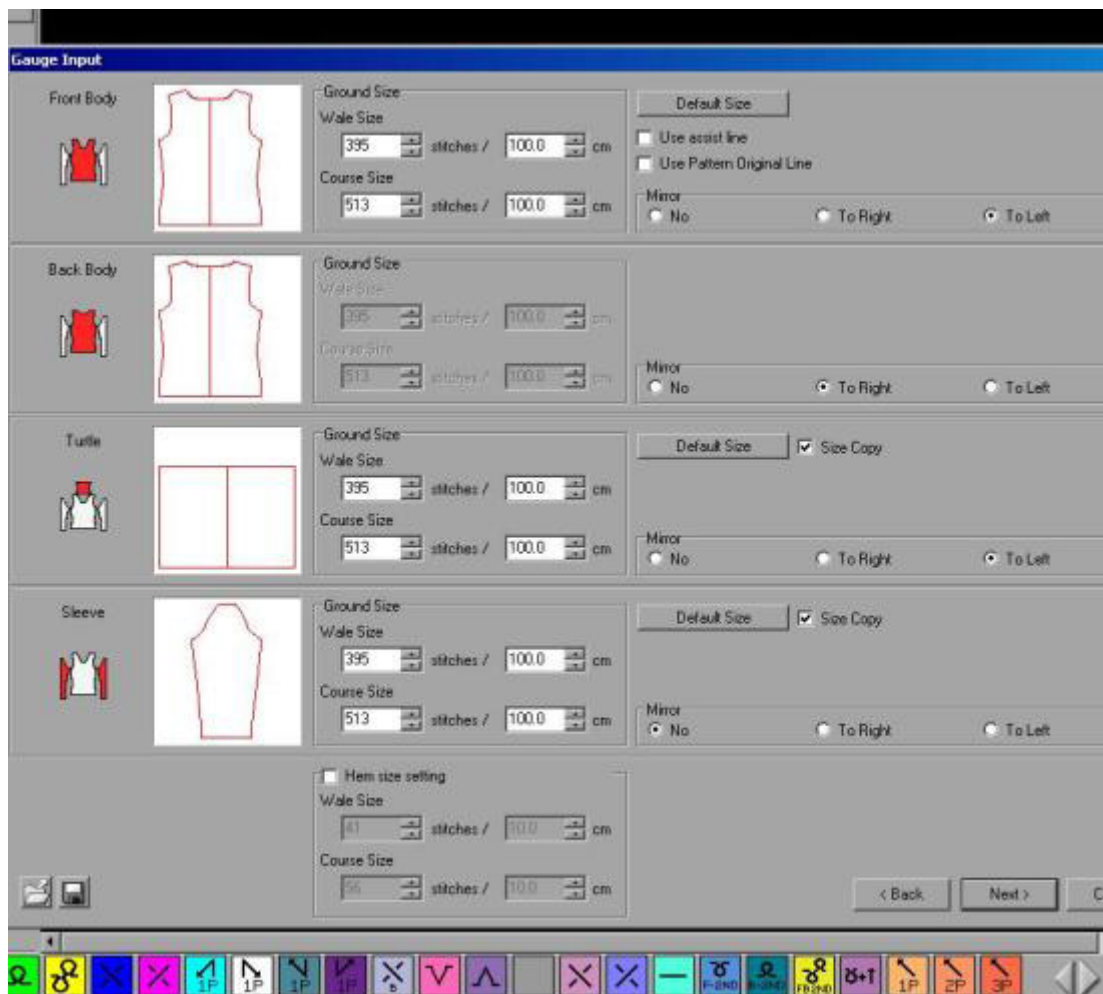 Gauge Input
Front Body
Ground Size
Wale Size
395 stitches / 100.0 cm
Course Size
513 stitches / 100.0 cm
Default Size
Use assist line
Use Pattern Original Line
Mirror
No To Right To Left
Back Body
Ground Size
Wale Size
395 stitches / 100.0 cm
Course Size
513 stitches / 100.0 cm
Mirror
No To Right To Left
Turtle
Ground Size
Wale Size
395 stitches / 100.0 cm
Course Size
513 stitches / 100.0 cm
Default Size Size Copy
Mirror
No To Right To Left
Sleeve
Ground Size
Wale Size
395 stitches / 100.0 cm
Course Size
513 stitches / 100.0 cm
Default Size Size Copy
Mirror
No To Right To Left
Hem size setting
Wale Size
41 stitches / 10.0 cm
Course Size
56 stitches / 10.0 cm
< Back Next > C
1P 1P 1P 1P 6 F-2ND B-2ND FB2ND 1P 2P 3P